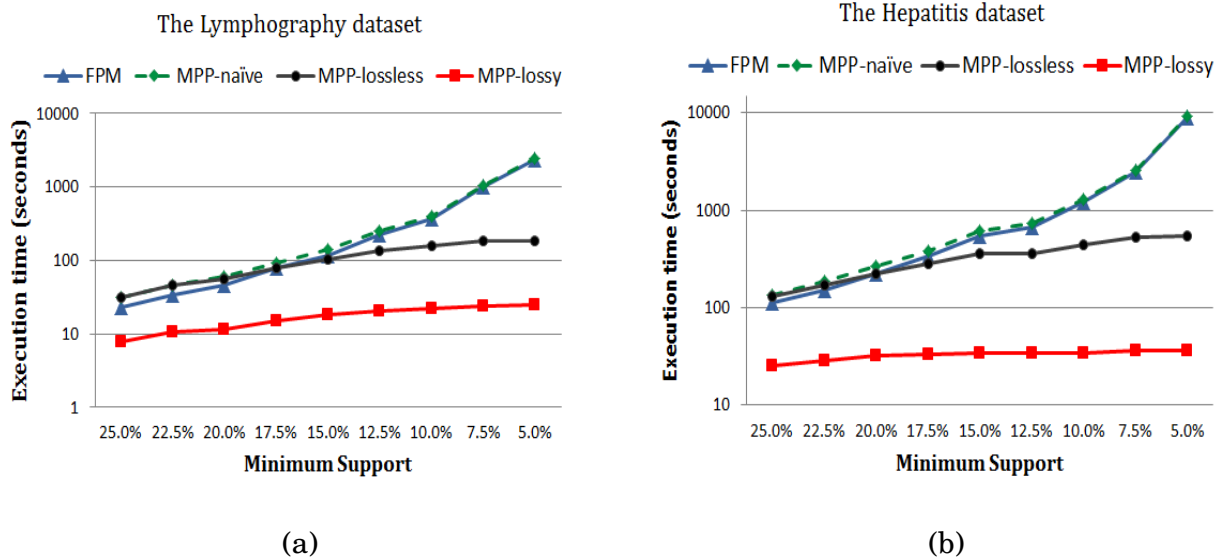 The Lymphography dataset
FPM MPP-naïve MPP-lossless MPP-lossy
Execution time (seconds)
10000
1000
100
10
1
25.0% 22.5% 20.0% 17.5% 15.0% 12.5% 10.0% 7.5% 5.0%
Minimum Support
(a)
The Hepatitis dataset
FPM MPP-naïve MPP-lossless MPP-lossy
Execution time (seconds)
10000
1000
100
10
25.0% 22.5% 20.0% 17.5% 15.0% 12.5% 10.0% 7.5% 5.0%
Minimum Support
(b)